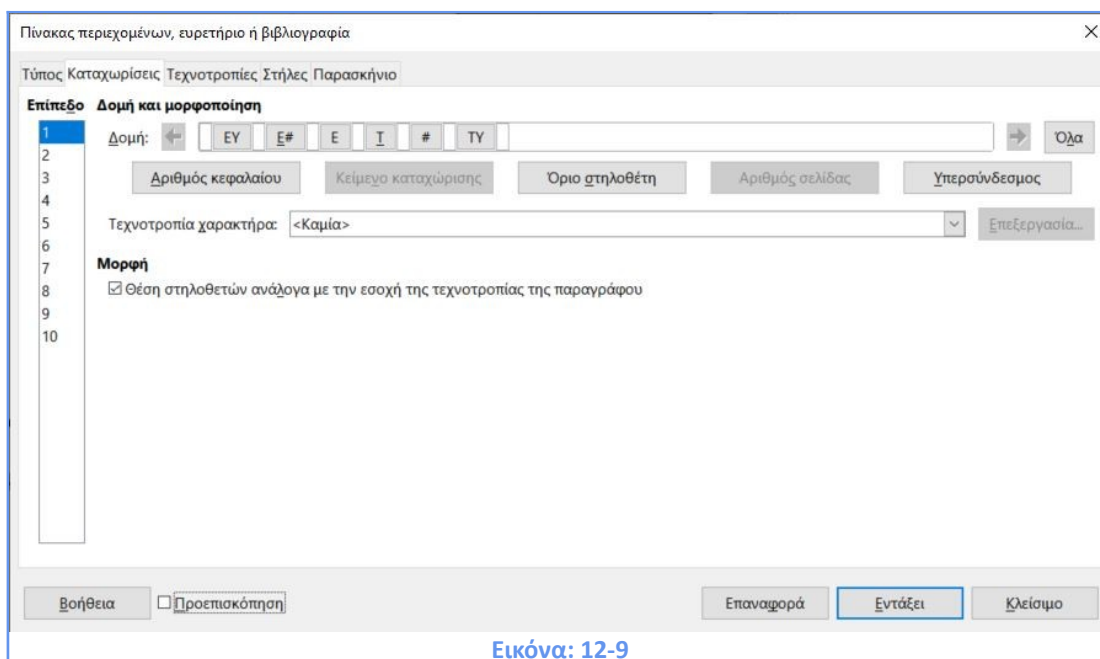 Πίνακας περιεχομένων, ευρετήριο ή βιβλιογραφία
Τύπος Καταχωρίσεις Τεχνοτροπίες Στήλες Παρασκήνιο
Επίπεδο Δομή και μορφοποίηση
1
2
3
4
5
6
7
8
9
10
Δομή: ΕΥ Ε# Ε Τ # ΤΥ Όλα
Αριθμός κεφαλαίου Κείμενο καταχώρισης Όριο στηλοθέτη Αριθμός σελίδας Υπερσύνδεσμος
Τεχνοτροπία χαρακτήρα: <Καμία> Επεξεργασία...
Μορφή
Θέση στηλοθετών ανάλογα με την εσοχή της τεχνοτροπίας της παραγράφου
Βοήθεια Προεπισκόπηση Επαναφορά Εντάξει Κλείσιμο
Εικόνα: 12-9